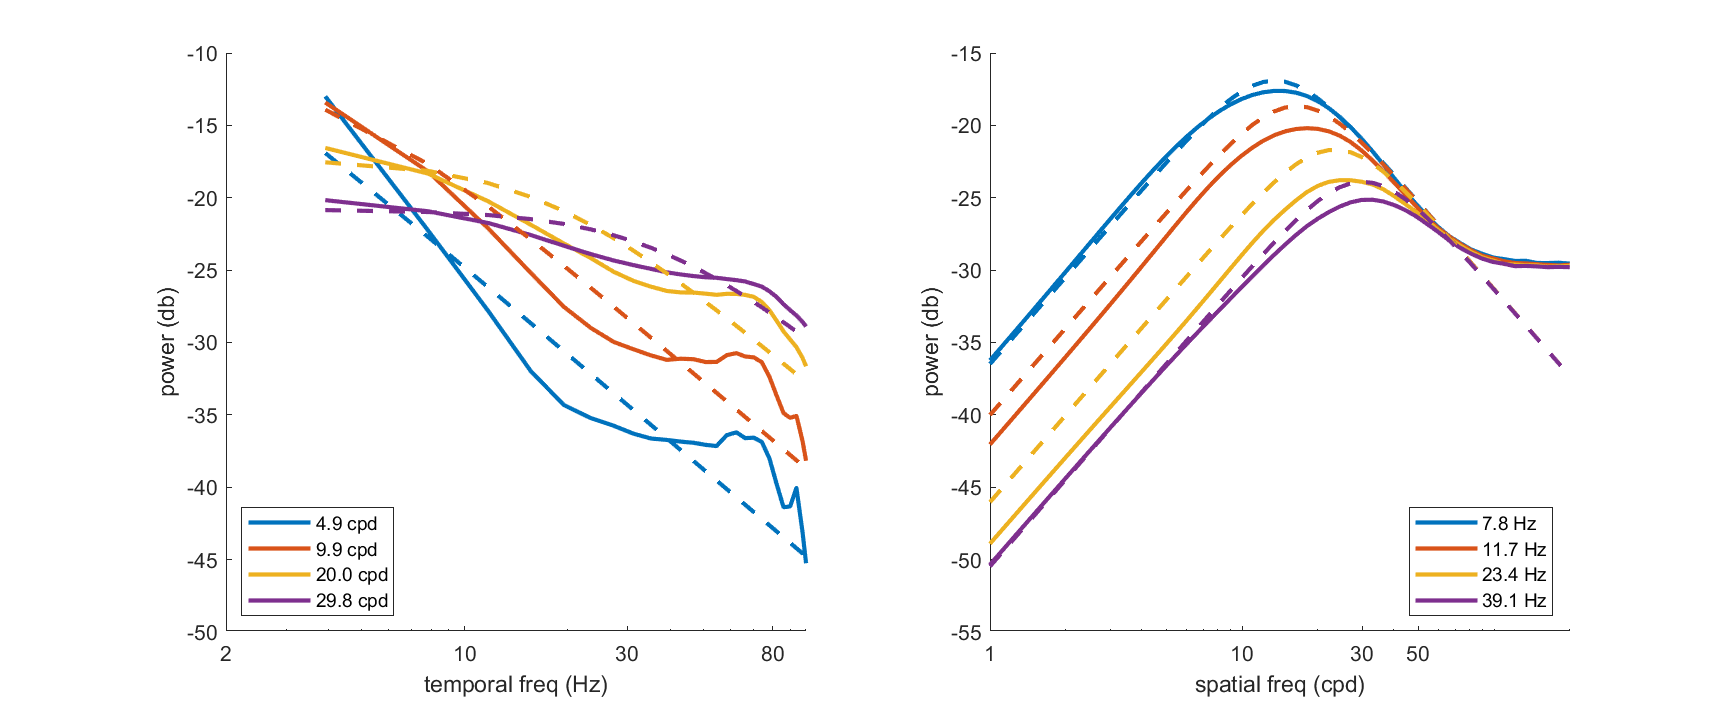 -10
-15
-20
-25
-30
-35
-40
-45
-50
power (db)
2
10
30
80
temporal freq (Hz)
4.9 cpd
9.9 cpd
20.0 cpd
29.8 cpd
-15
-20
-25
-30
-35
-40
-45
-50
-55
power (db)
1
10
30
50
spatial freq (cpd)
7.8 Hz
11.7 Hz
23.4 Hz
39.1 Hz